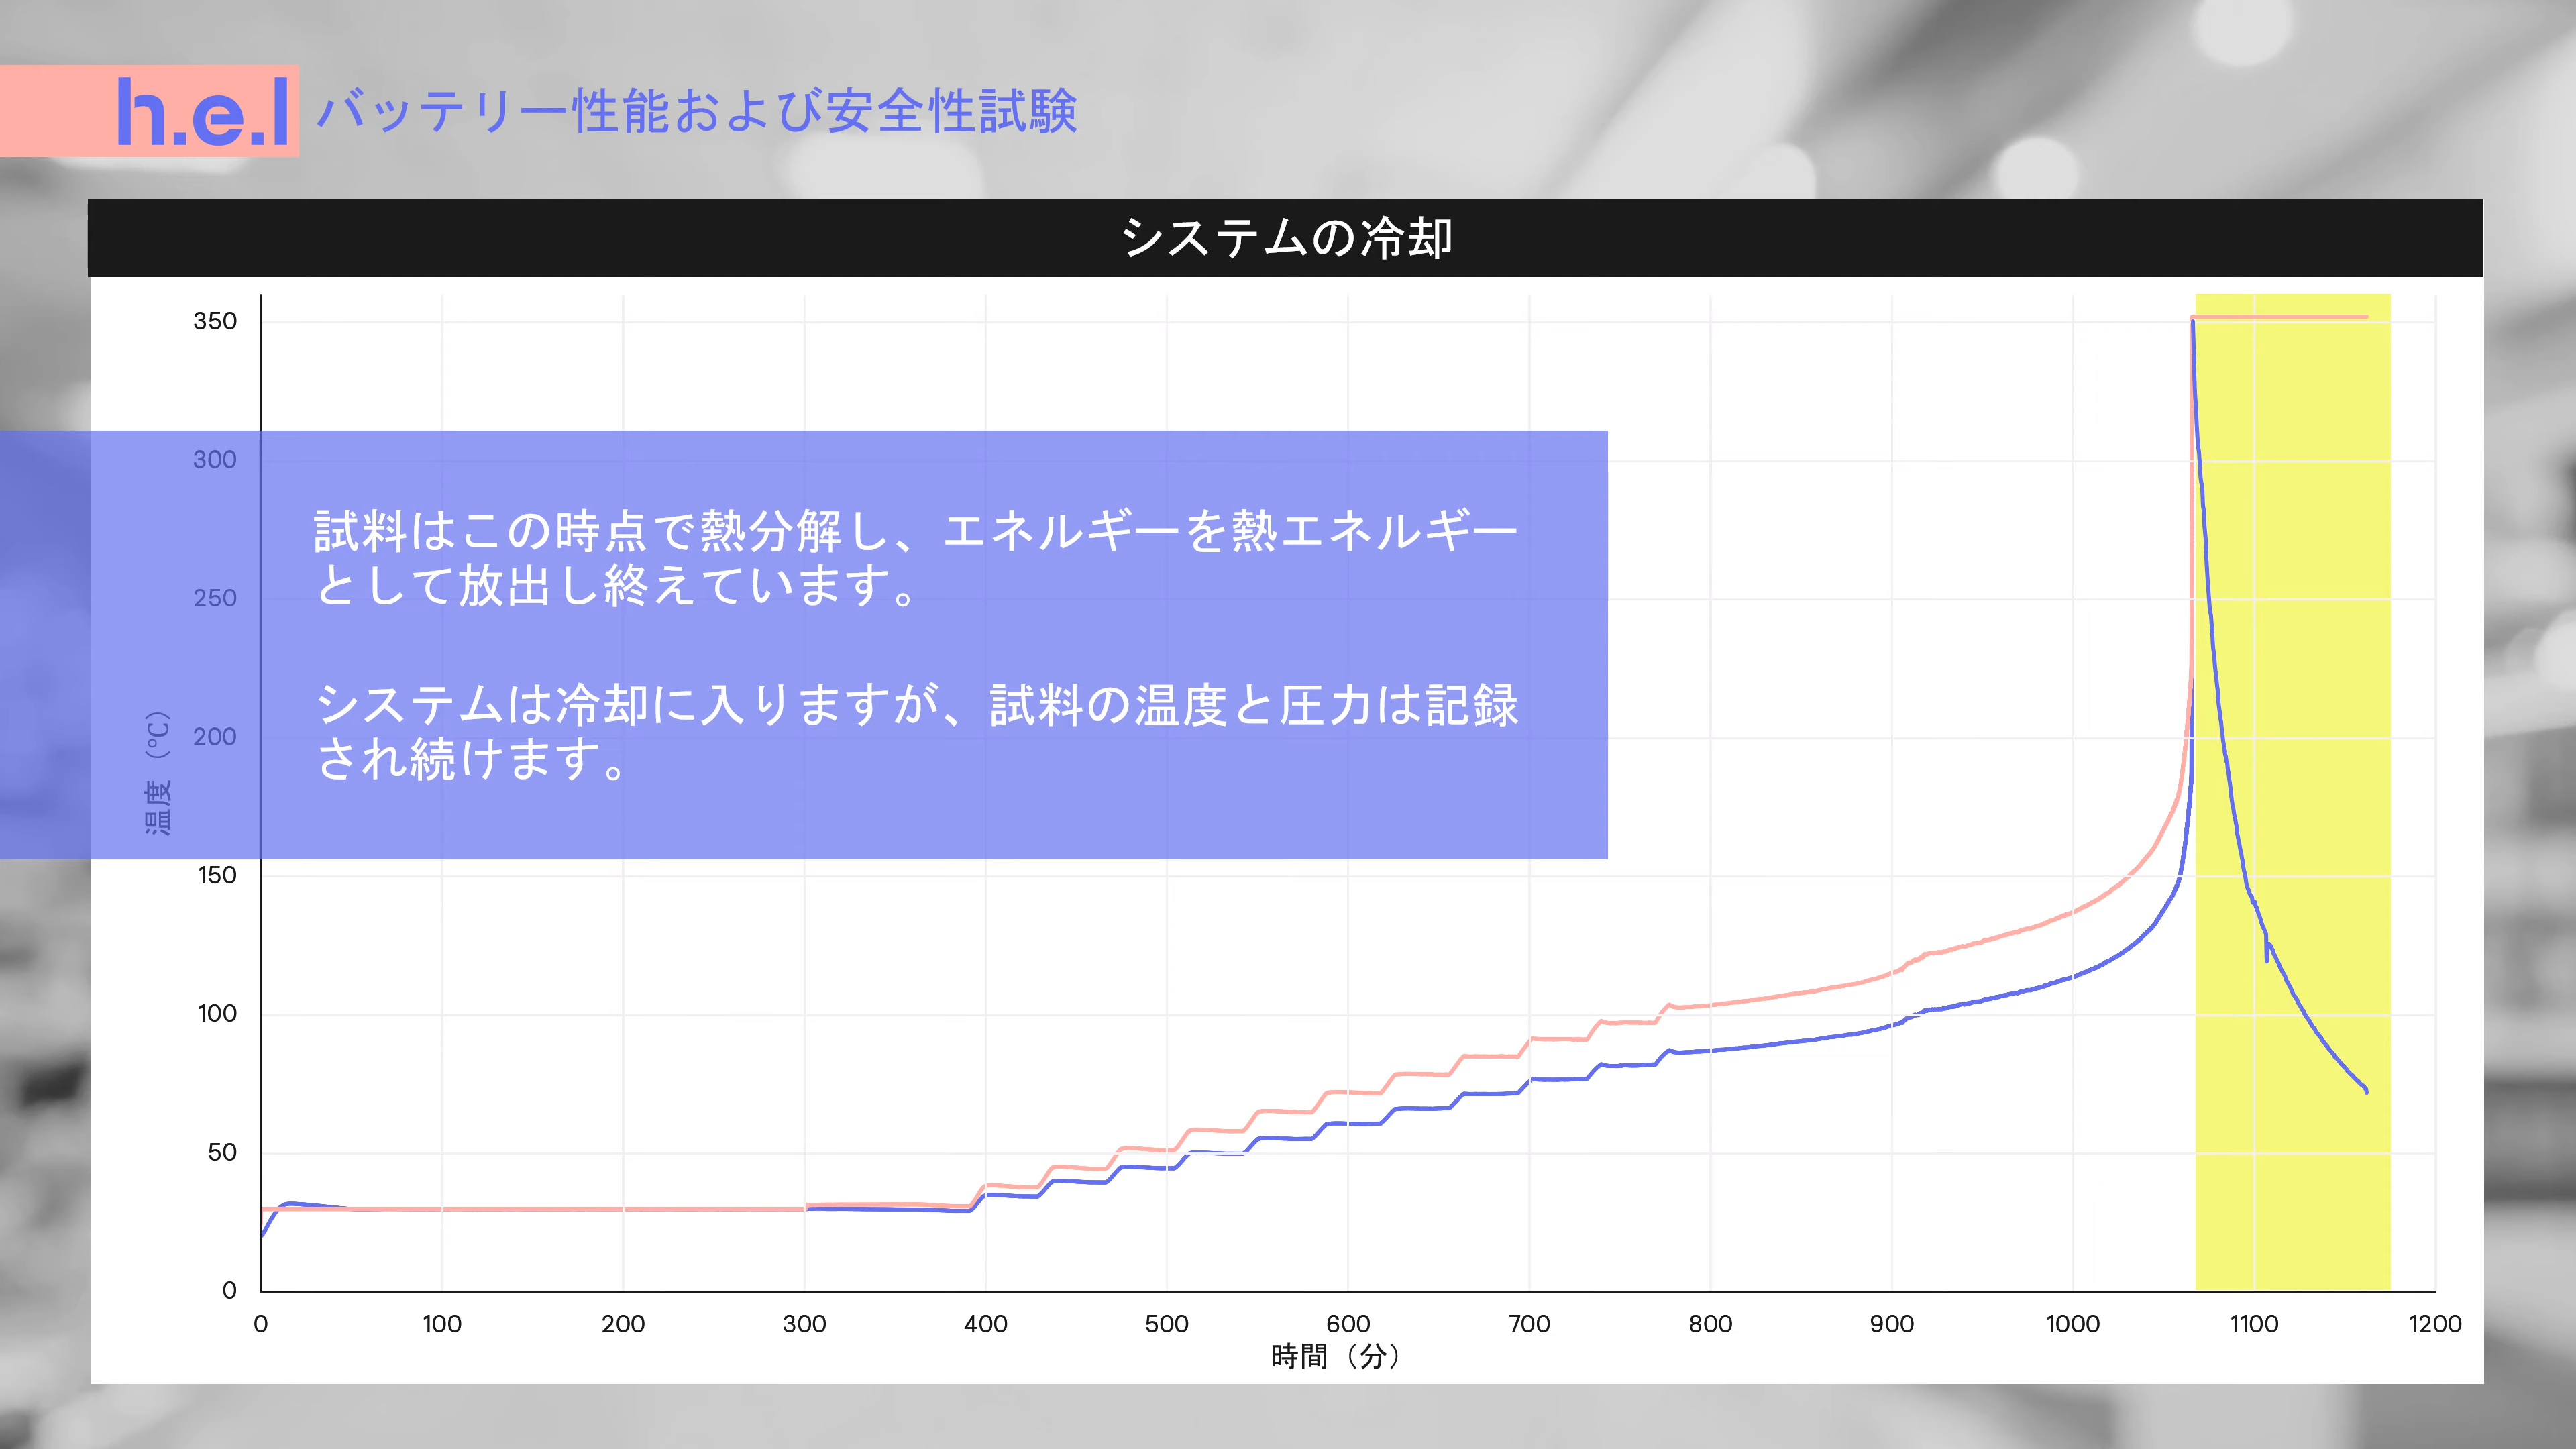 h.e.l バッテリー性能および安全性試験
システムの冷却
350
300
250
200
150
100
50
0
温度（°C）
試料はこの時点で熱分解し、エネルギーを熱エネルギー
として放出し終えています。
システムは冷却に入りますが、試料の温度と圧力は記録
され続けます。
0 100 200 300 400 500 600 700 800 900 1000 1100 1200
時間（分）